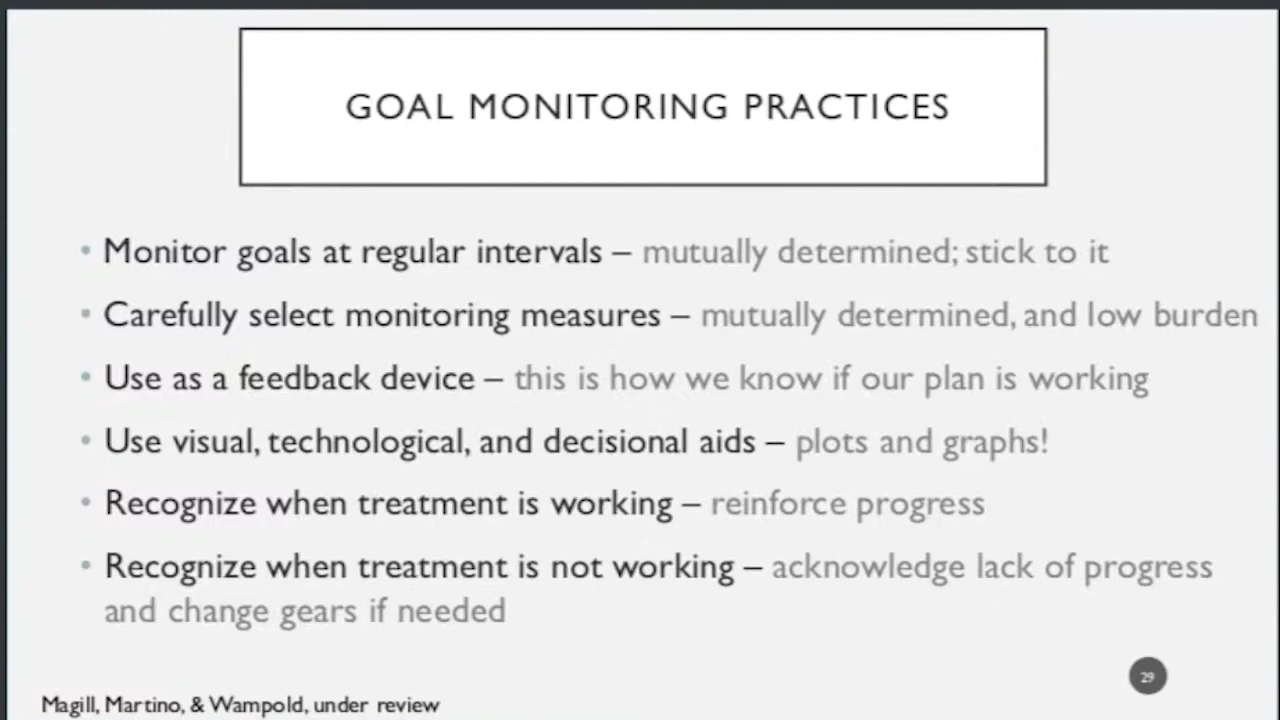 GOAL MONITORING PRACTICES
• Monitor goals at regular intervals – mutually determined; stick to it
• Carefully select monitoring measures – mutually determined, and low burden
• Use as a feedback device – this is how we know if our plan is working
• Use visual, technological, and decisional aids – plots and graphs!
• Recognize when treatment is working – reinforce progress
• Recognize when treatment is not working – acknowledge lack of progress
and change gears if needed
29
Magill, Martino, & Wampold, under review